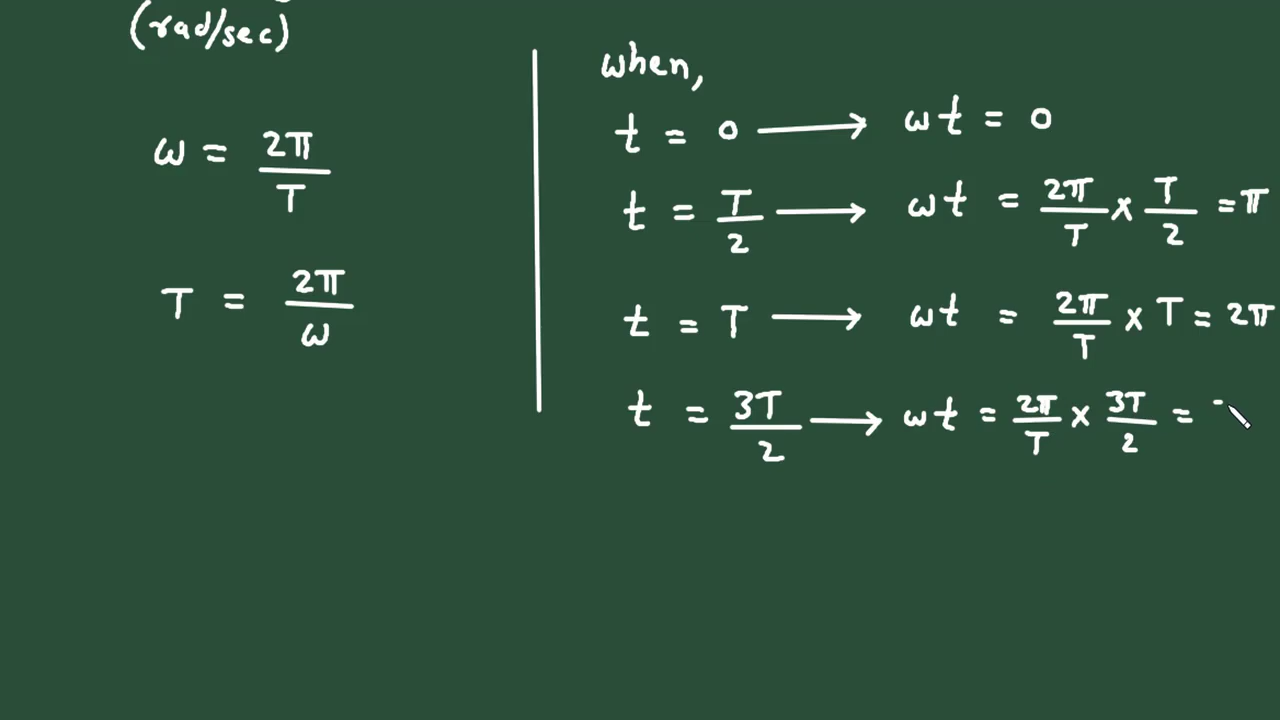 (rad/sec)
ω = 2π/T
T = 2π/ω
when,
t = 0 ⟶ ωt = 0
t = T/2 ⟶ ωt = 2π/T × T/2 = π
t = T ⟶ ωt = 2π/T × T = 2π
t = 3T/2 ⟶ ωt = 2π/T × 3T/2 =